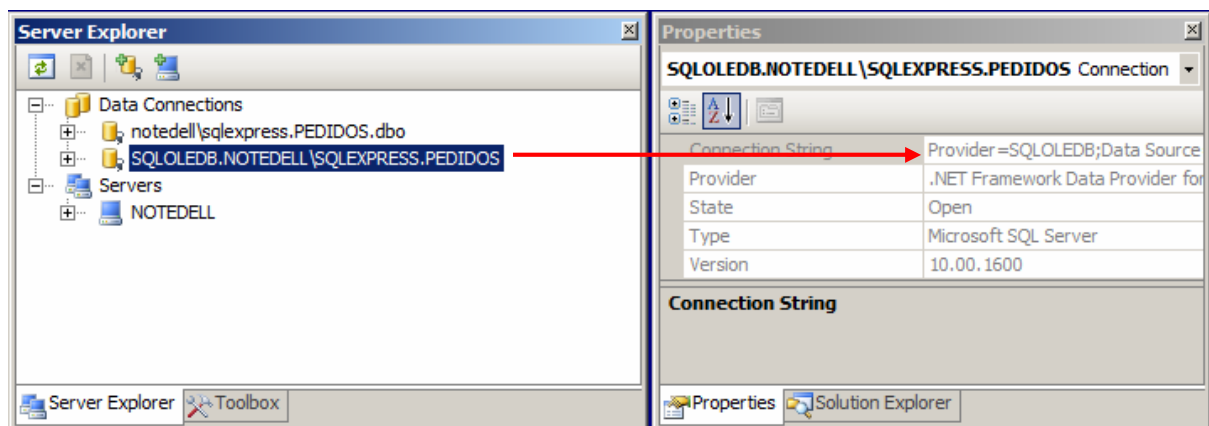 Server Explorer
Data Connections
notedell\sqlexpress.PEDIDOS.dbo
SQLOLEDB.NOTEDELL\SQLEXPRESS.PEDIDOS
Servers
NOTEDELL
Server Explorer
Toolbox
Properties
SQLOLEDB.NOTEDELL\SQLEXPRESS.PEDIDOS Connection
Connection String Provider=SQLOLEDB;Data Source
Provider .NET Framework Data Provider for
State Open
Type Microsoft SQL Server
Version 10.00.1600
Connection String
Properties
Solution Explorer